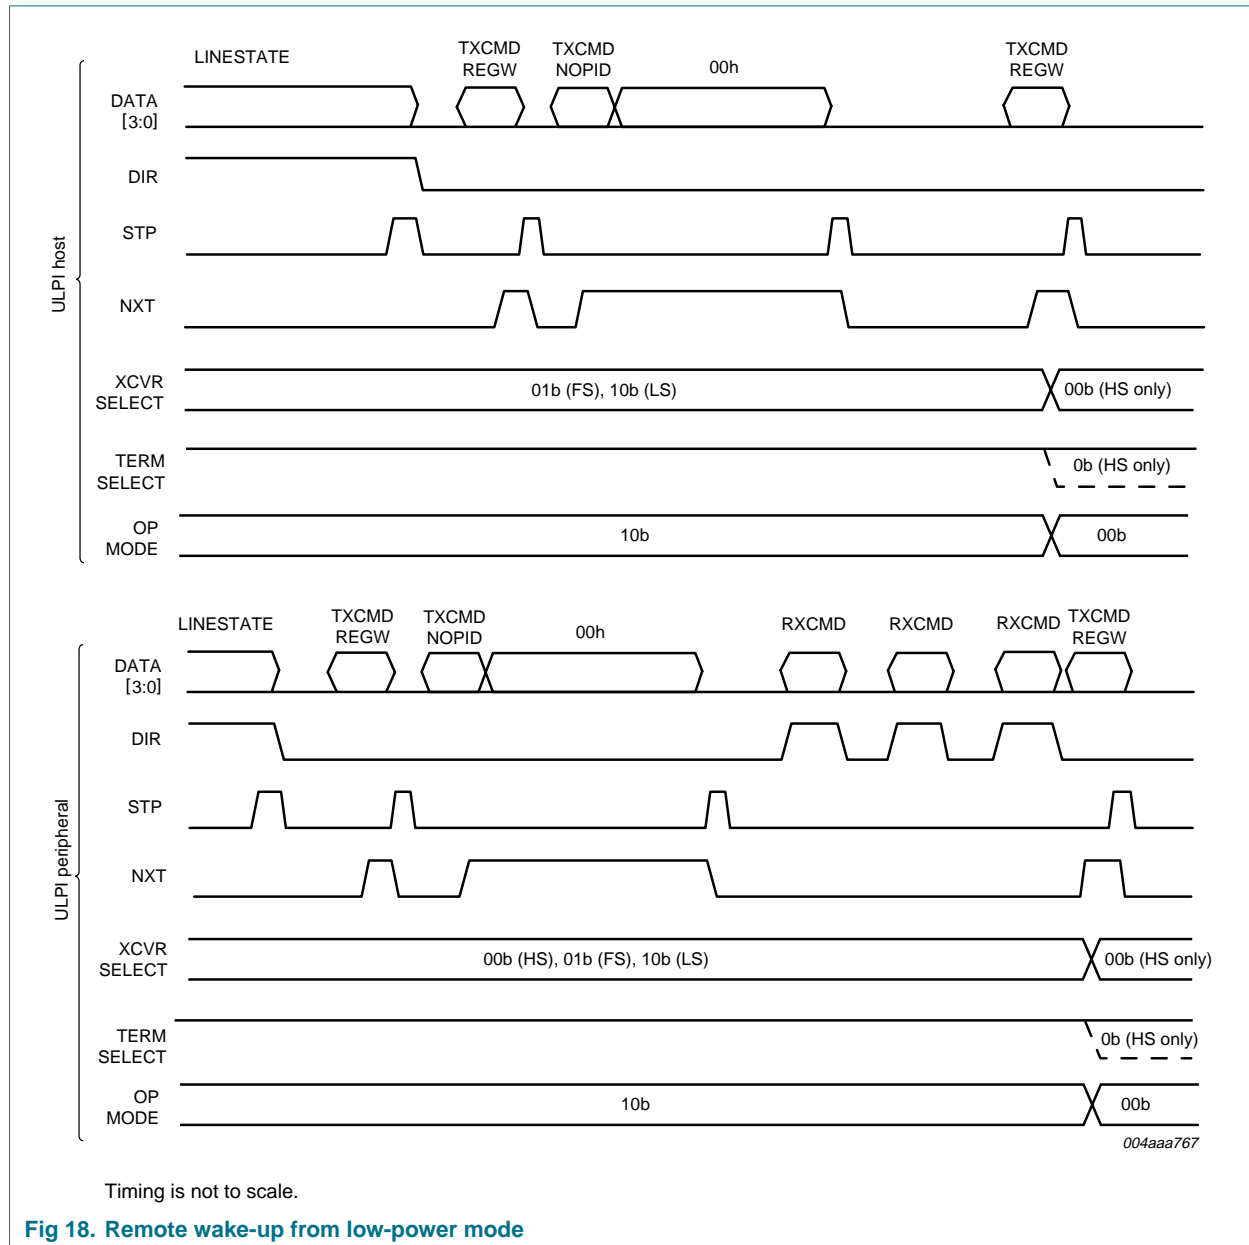 LINESTATE
TXCMD
REGW
TXCMD
NOPID
00h
TXCMD
REGW
DATA
[3:0]
DIR
STP
NXT
XCVR
SELECT
01b (FS), 10b (LS)
00b (HS only)
TERM
SELECT
0b (HS only)
OP
MODE
10b
00b
ULPI host
LINESTATE
TXCMD
REGW
TXCMD
NOPID
00h
RXCMD
RXCMD
RXCMD
TXCMD
REGW
DATA
[3:0]
DIR
STP
NXT
XCVR
SELECT
00b (HS), 01b (FS), 10b (LS)
00b (HS only)
TERM
SELECT
0b (HS only)
OP
MODE
10b
00b
ULPI peripheral
004aaa767
Timing is not to scale.
Fig 18. Remote wake-up from low-power mode